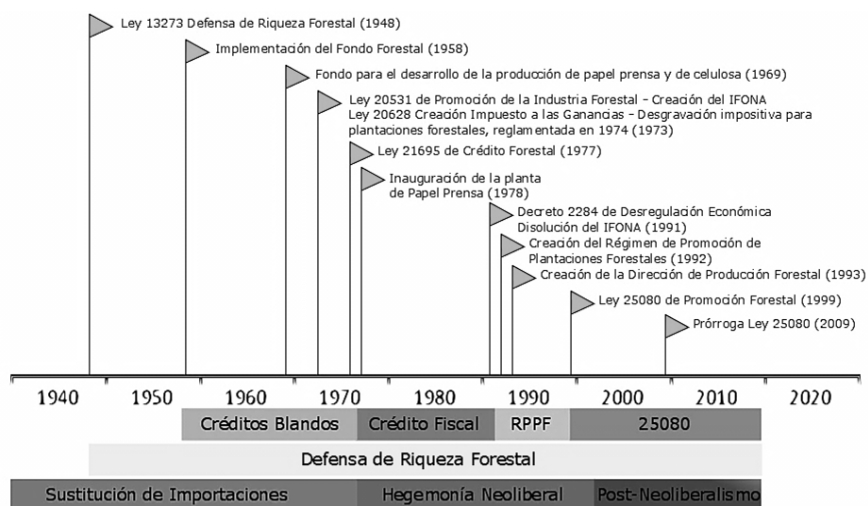 Ley 13273 Defensa de Riqueza Forestal (1948)
Implementación del Fondo Forestal (1958)
Fondo para el desarrollo de la producción de papel prensa y de celulosa (1969)
Ley 20531 de Promoción de la Industria Forestal - Creación del IFONA
Ley 20628 Creación Impuesto a las Ganancias - Desgravación impositiva para
plantaciones forestales, reglamentada en 1974 (1973)
Ley 21695 de Crédito Forestal (1977)
Inauguración de la planta
de Papel Prensa (1978)
Decreto 2284 de Desregulación Económica
Disolución del IFONA (1991)
Creación del Régimen de Promoción de
Plantaciones Forestales (1992)
Creación de la Dirección de Producción Forestal (1993)
Ley 25080 de Promoción Forestal (1999)
Prórroga Ley 25080 (2009)
1940 1950 1960 1970 1980 1990 2000 2010 2020
Créditos Blandos Crédito Fiscal RPPF 25080
Defensa de Riqueza Forestal
Sustitución de Importaciones Hegemonía Neoliberal Post-Neoliberalismo